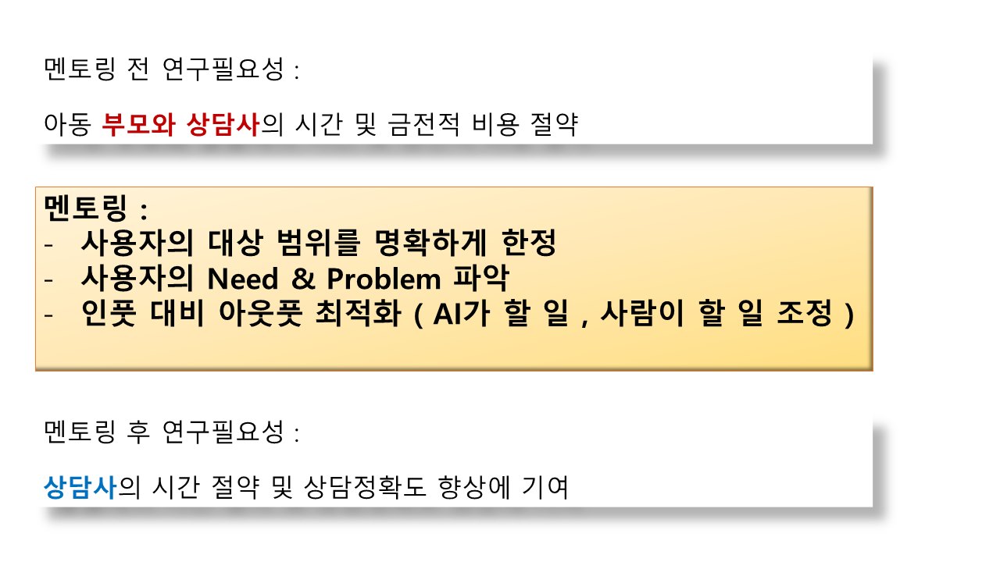 멘토링 전 연구필요성 :
아동 부모와 상담사의 시간 및 금전적 비용 절약
멘토링 :
- 사용자의 대상 범위를 명확하게 한정
- 사용자의 Need & Problem 파악
- 인풋 대비 아웃풋 최적화 ( AI가 할 일 , 사람이 할 일 조정 )
멘토링 후 연구필요성 :
상담사의 시간 절약 및 상담정확도 향상에 기여